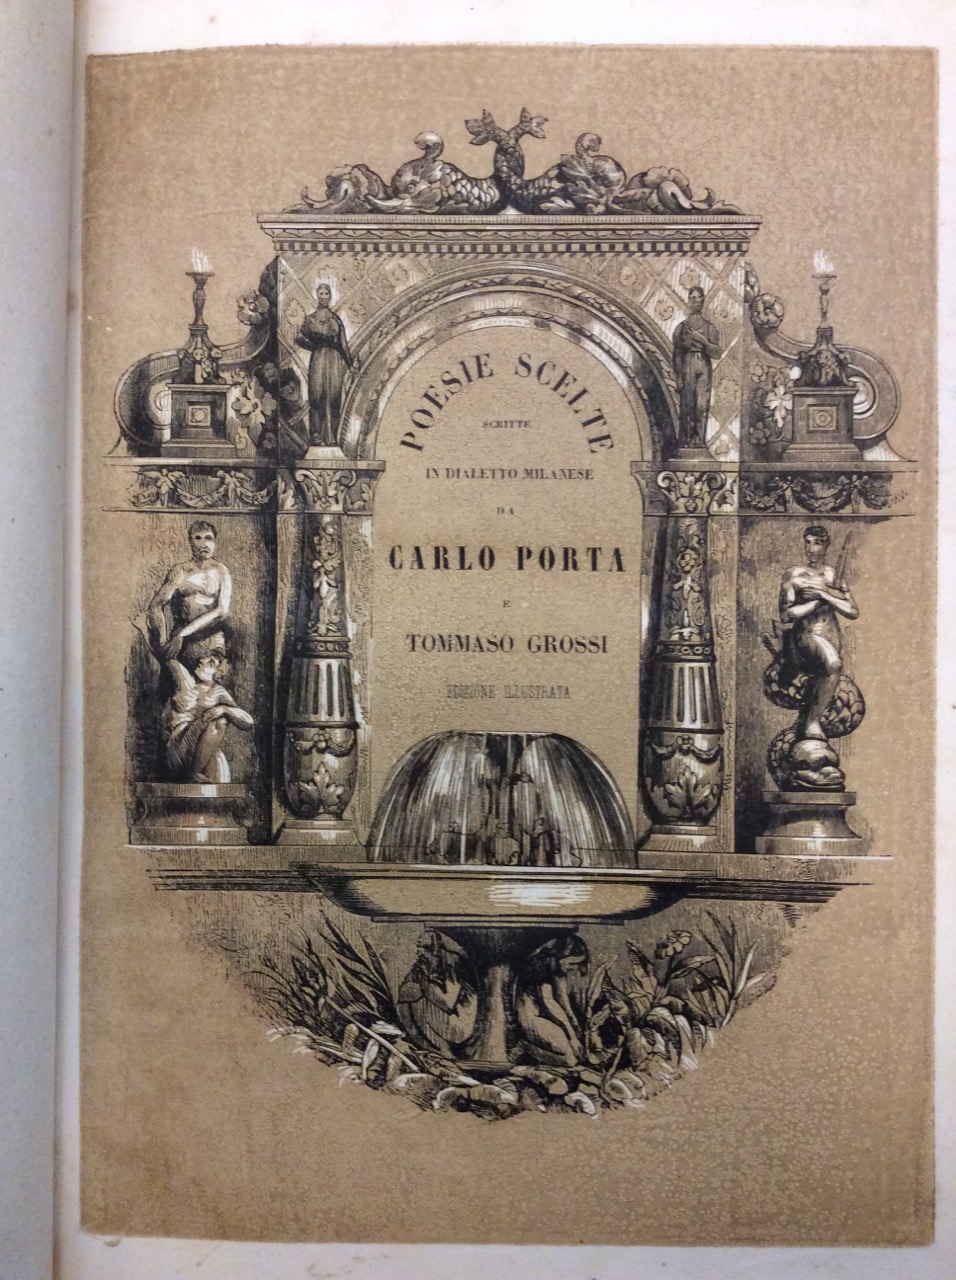 POESIE SCELTE
SCRITTE
IN DIALETTO MILANESE
DA
CARLO PORTA
E
TOMMASO GROSSI
EDIZIONE ILLUSTRATA